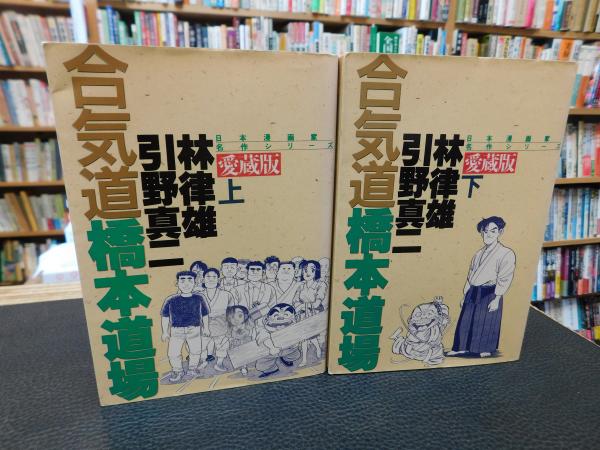 合気道橋本道場
林律雄
引野真二
日本漫画家
名作シリーズ
愛蔵版
上
合気道橋本道場
林律雄
引野真二
日本漫画家
名作シリーズ
愛蔵版
下